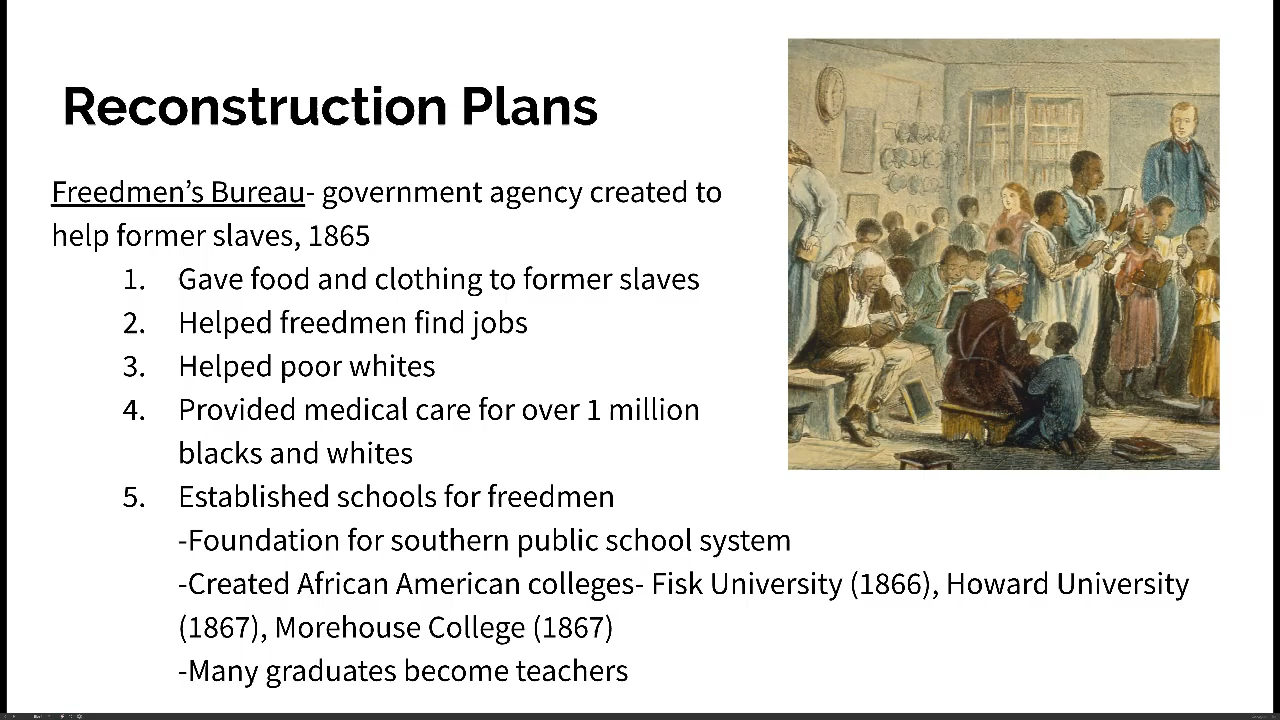 Reconstruction Plans
Freedmen’s Bureau- government agency created to
help former slaves, 1865
1. Gave food and clothing to former slaves
2. Helped freedmen find jobs
3. Helped poor whites
4. Provided medical care for over 1 million
blacks and whites
5. Established schools for freedmen
-Foundation for southern public school system
-Created African American colleges- Fisk University (1866), Howard University
(1867), Morehouse College (1867)
-Many graduates become teachers